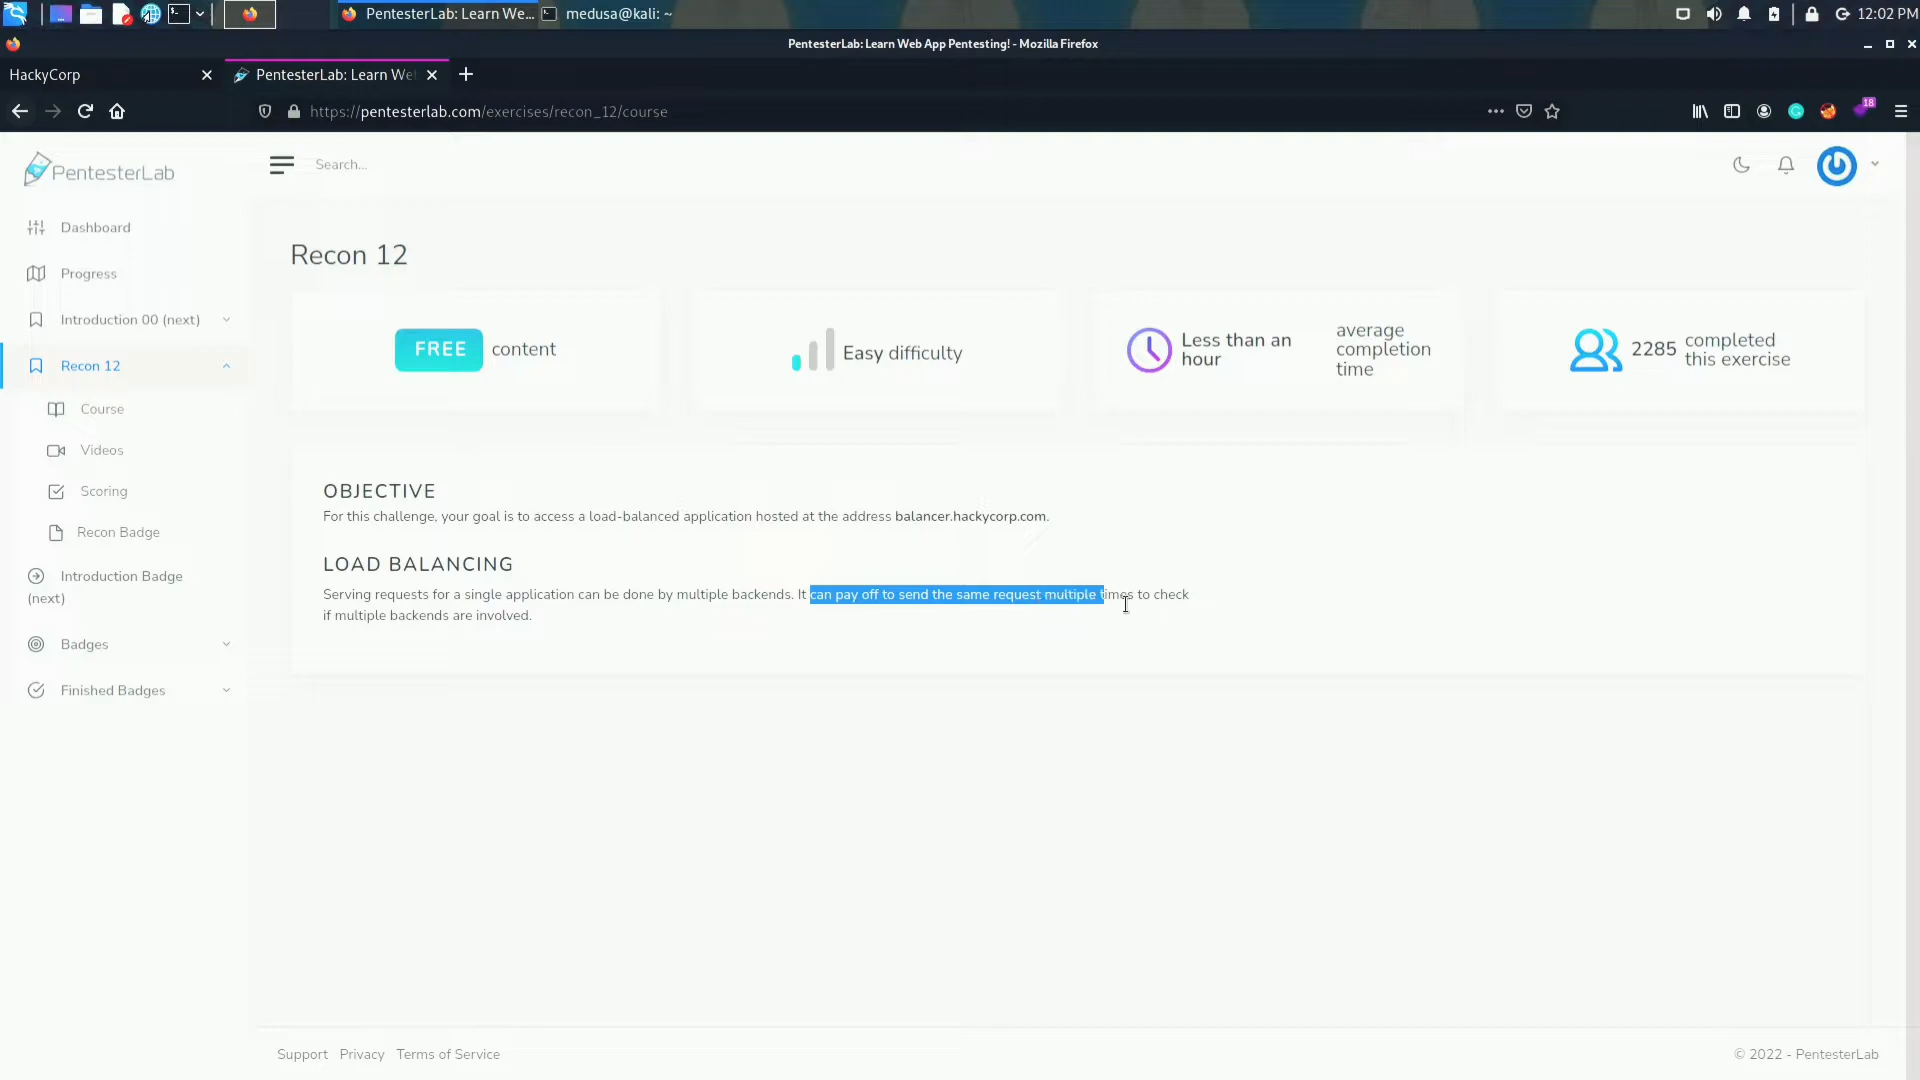 PentesterLab: Learn We...
medusa@kali: ~
12:02 PM
PentesterLab: Learn Web App Pentesting! - Mozilla Firefox
HackyCorp
PentesterLab: Learn We
https://pentesterlab.com/exercises/recon_12/course
18
PentesterLab
Search...
Dashboard
Progress
Introduction 00 (next)
Recon 12
Course
Videos
Scoring
Recon Badge
Introduction Badge
(next)
Badges
Finished Badges
Recon 12
FREE content
Easy difficulty
Less than an
hour
average
completion
time
2285 completed
this exercise
OBJECTIVE
For this challenge, your goal is to access a load-balanced application hosted at the address balancer.hackycorp.com.
LOAD BALANCING
Serving requests for a single application can be done by multiple backends. It can pay off to send the same request multiple times to check
if multiple backends are involved.
Support Privacy Terms of Service
© 2022 - PentesterLab